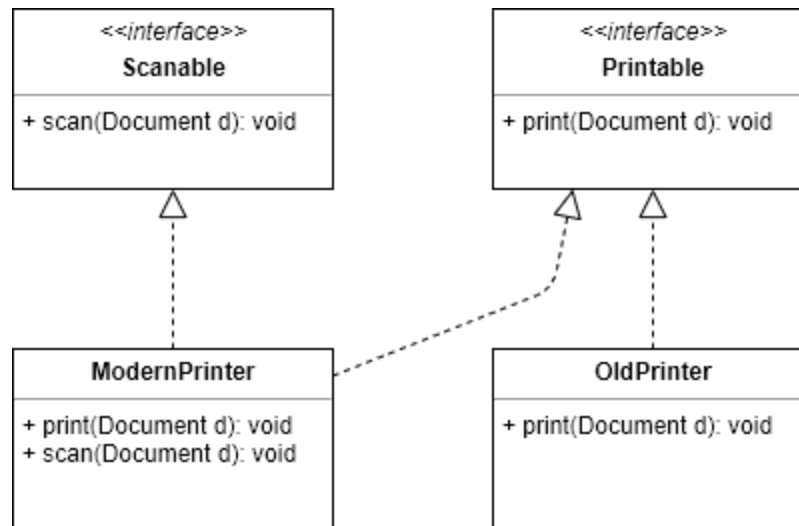 <<interface>>
Scanable
+ scan(Document d): void
<<interface>>
Printable
+ print(Document d): void
ModernPrinter
+ print(Document d): void
+ scan(Document d): void
OldPrinter
+ print(Document d): void